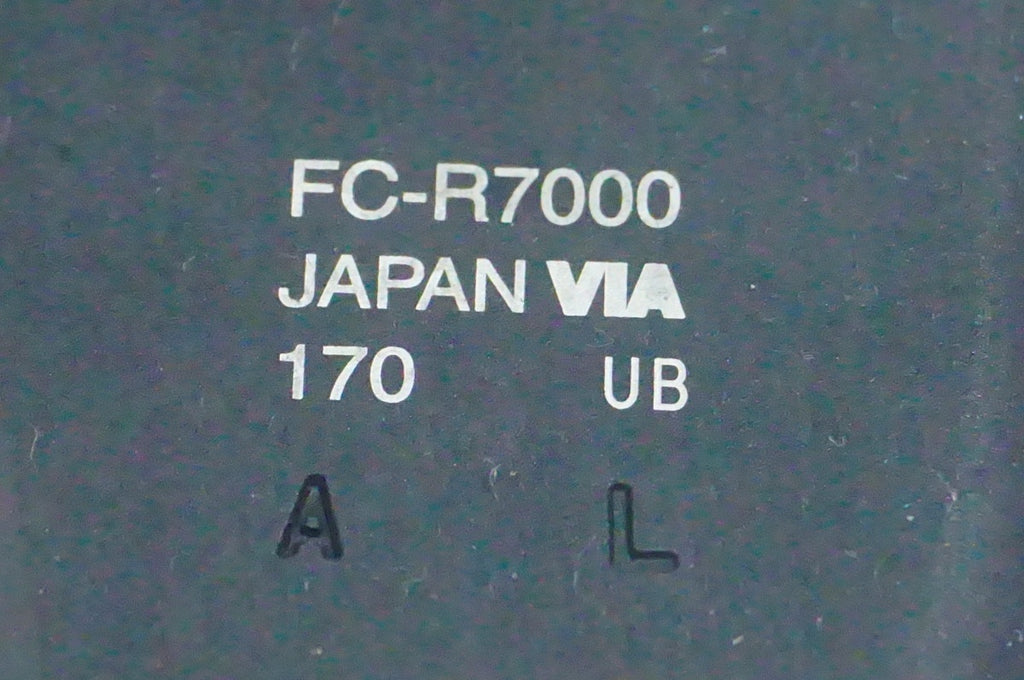 FC-R7000
JAPAN VIA
170 UB
A L